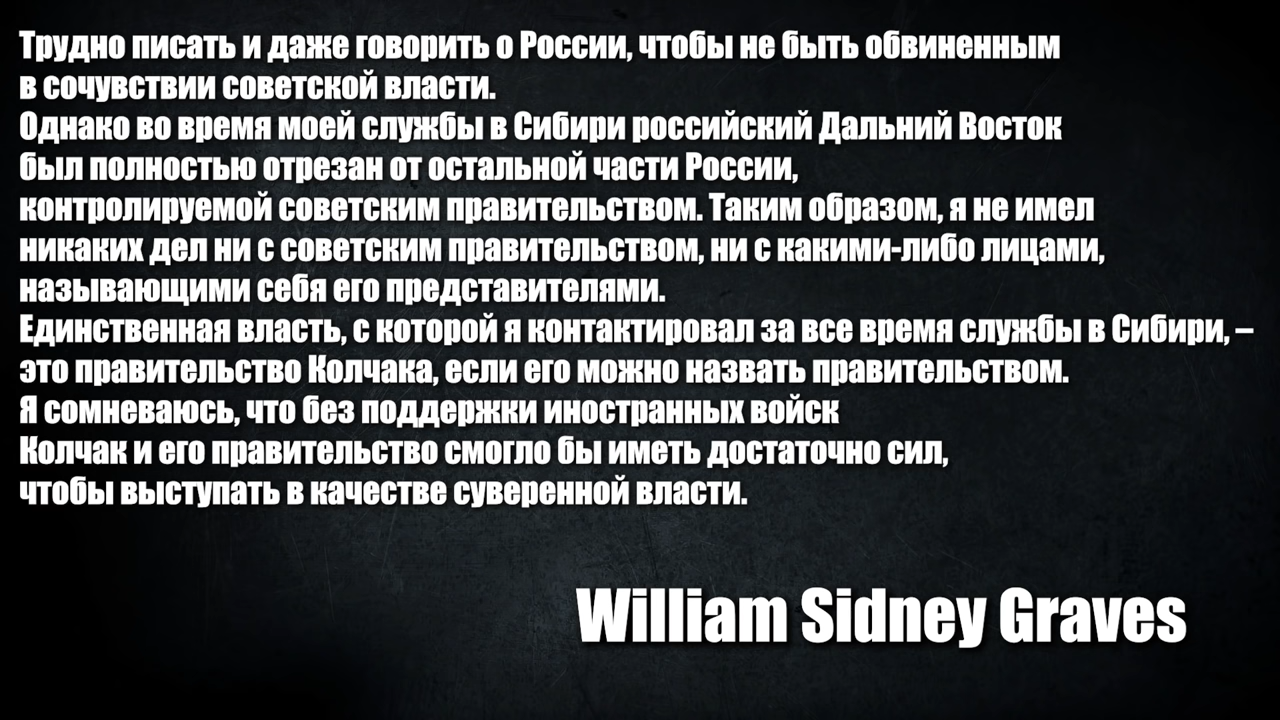 Трудно писать и даже говорить о России, чтобы не быть обвиненным
в сочувствии советской власти.
Однако во время моей службы в Сибири российский Дальний Восток
был полностью отрезан от остальной части России,
контролируемой советским правительством. Таким образом, я не имел
никаких дел ни с советским правительством, ни с какими-либо лицами,
называющими себя его представителями.
Единственная власть, с которой я контактировал за все время службы в Сибири, –
это правительство Колчака, если его можно назвать правительством.
Я сомневаюсь, что без поддержки иностранных войск
Колчак и его правительство смогло бы иметь достаточно сил,
чтобы выступать в качестве суверенной власти.
William Sidney Graves